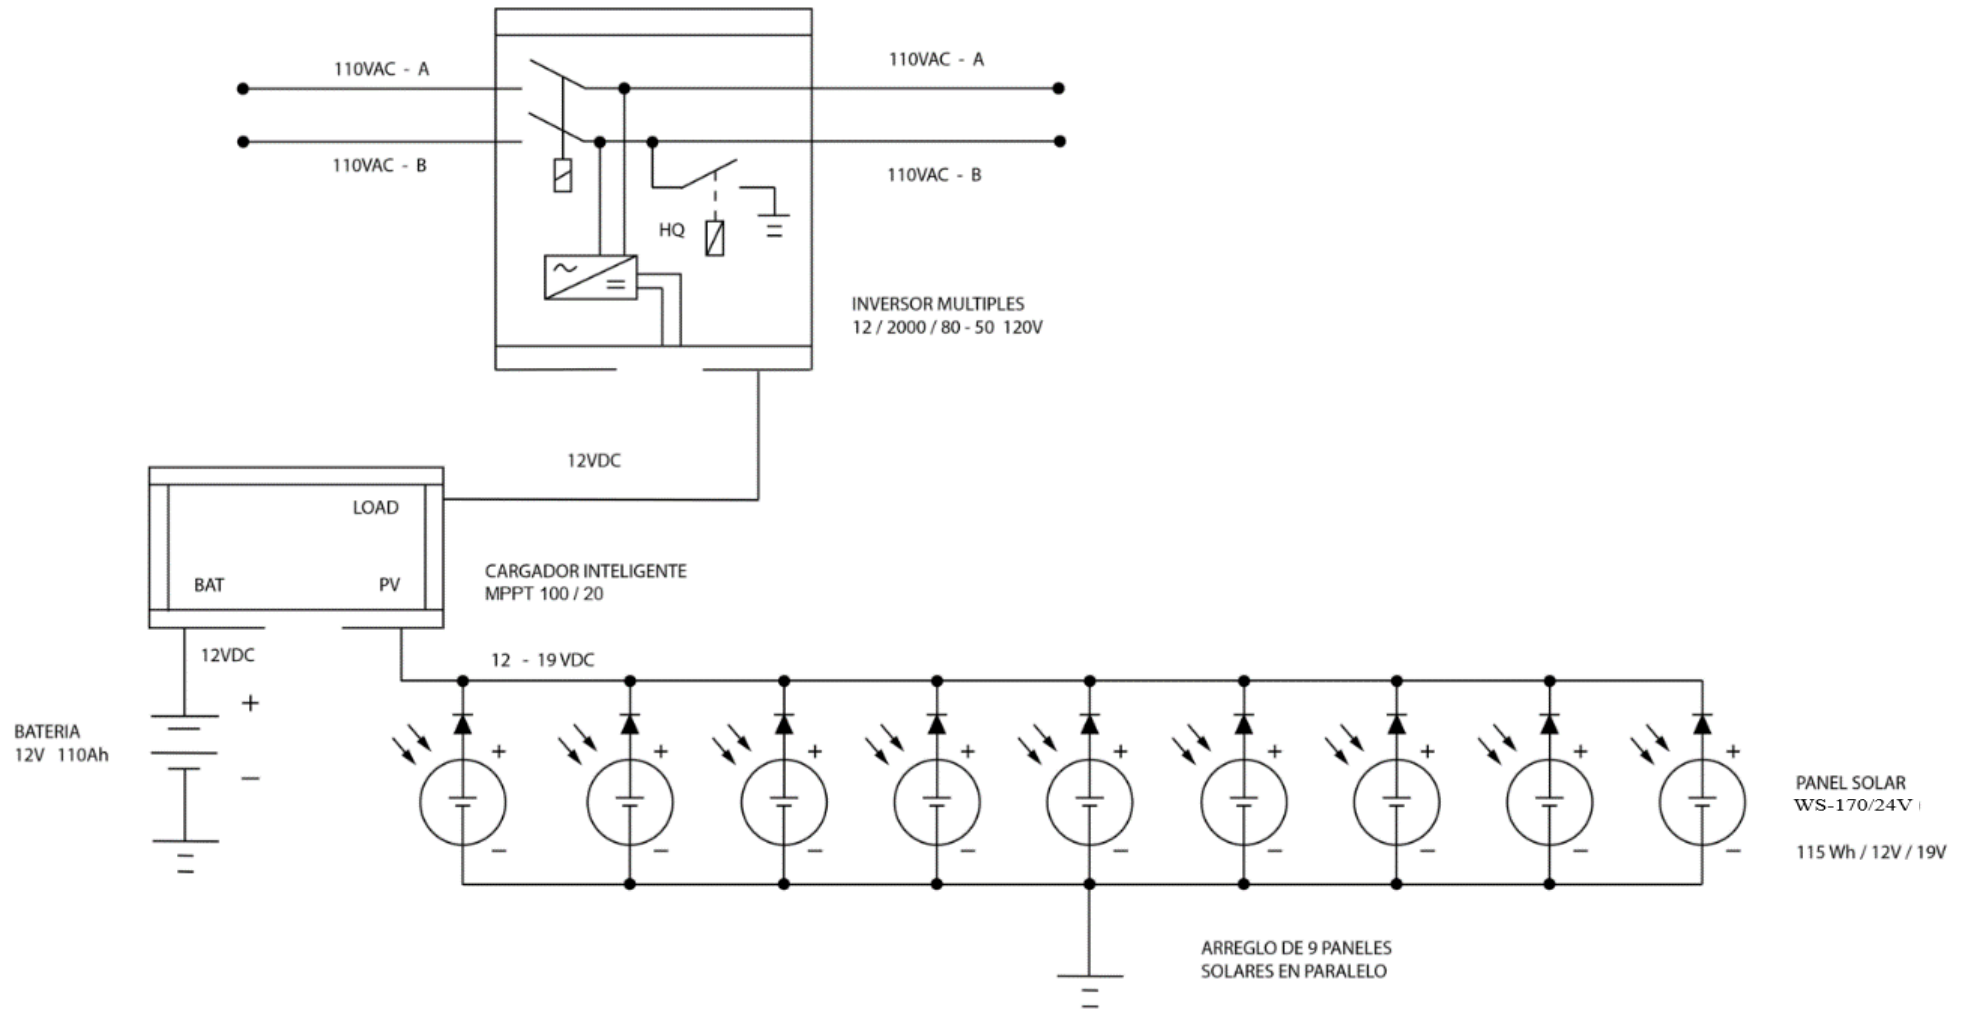 110VAC - A
110VAC - A
110VAC - B
110VAC - B
HQ
INVERSOR MULTIPLES
12 / 2000 / 80 - 50 120V
12VDC
LOAD
BAT
PV
CARGADOR INTELIGENTE
MPPT 100 / 20
12VDC
12 - 19 VDC
+
BATERIA
12V 110Ah
−
+
+
+
+
+
+
+
+
+
PANEL SOLAR
WS-170/24V
−
−
−
−
−
−
−
−
−
115 Wh / 12V / 19V
ARREGLO DE 9 PANELES
SOLARES EN PARALELO